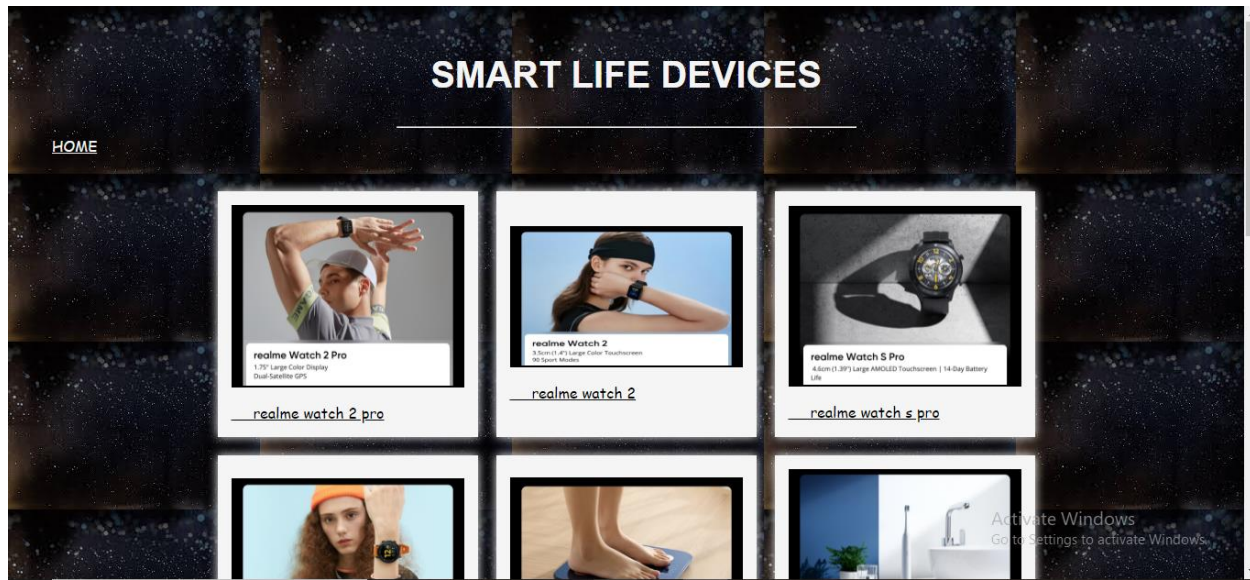 SMART LIFE DEVICES
HOME
realme Watch 2 Pro
1.75" Large Color Display
Dual-Satellite GPS
realme watch 2 pro
realme Watch 2
3.5cm (1.4") Large Color Touchscreen
90 Sport Modes
realme watch 2
realme Watch S Pro
4.6cm (1.39") Large AMOLED Touchscreen | 14-Day Battery
Life
realme watch s pro
Activate Windows
Go to Settings to activate Windows.